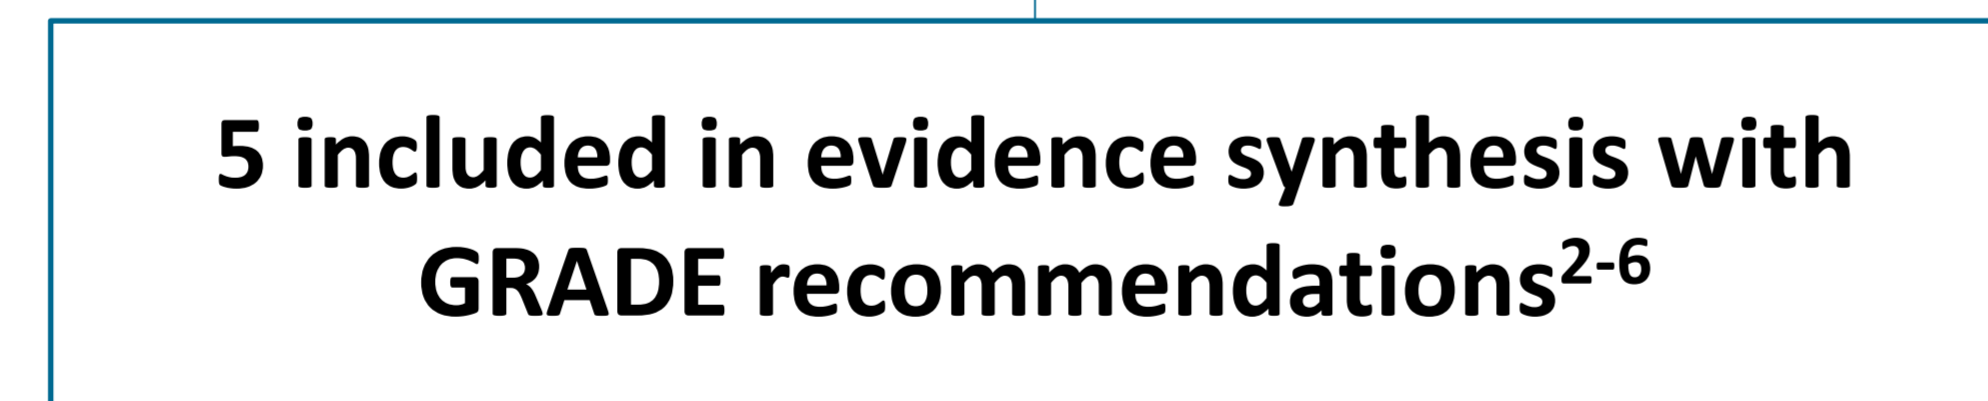 5 included in evidence synthesis with
GRADE recommendations²⁻⁶